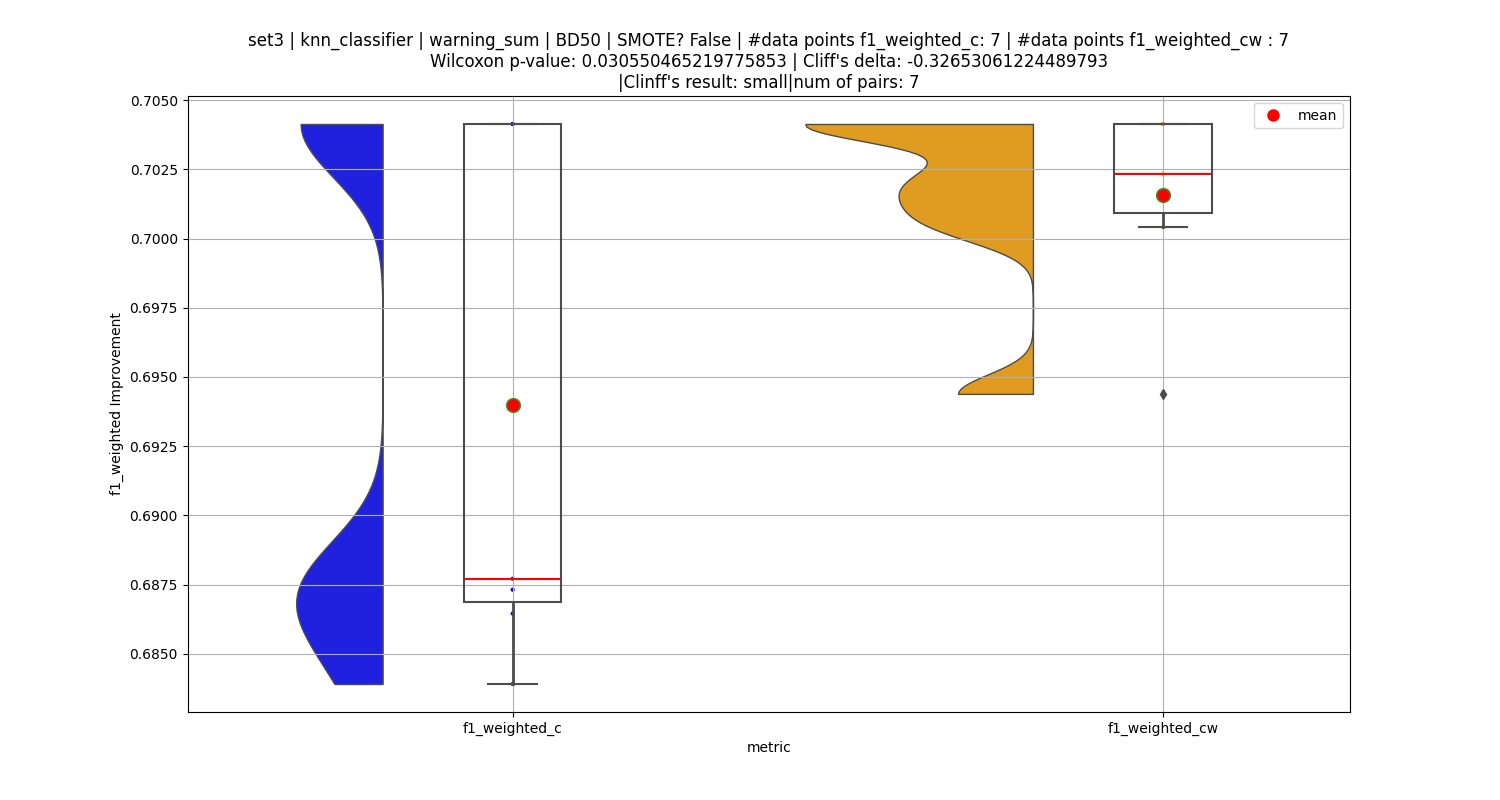 set3 | knn_classifier | warning_sum | BD50 | SMOTE? False | #data points f1_weighted_c: 7 | #data points f1_weighted_cw : 7
Wilcoxon p-value: 0.030550465219775853 | Cliff's delta: -0.32653061224489793
|Clinff's result: small|num of pairs: 7
mean
0.7050
0.7025
0.7000
0.6975
0.6950
0.6925
0.6900
0.6875
0.6850
f1_weighted Improvement
f1_weighted_c
f1_weighted_cw
metric